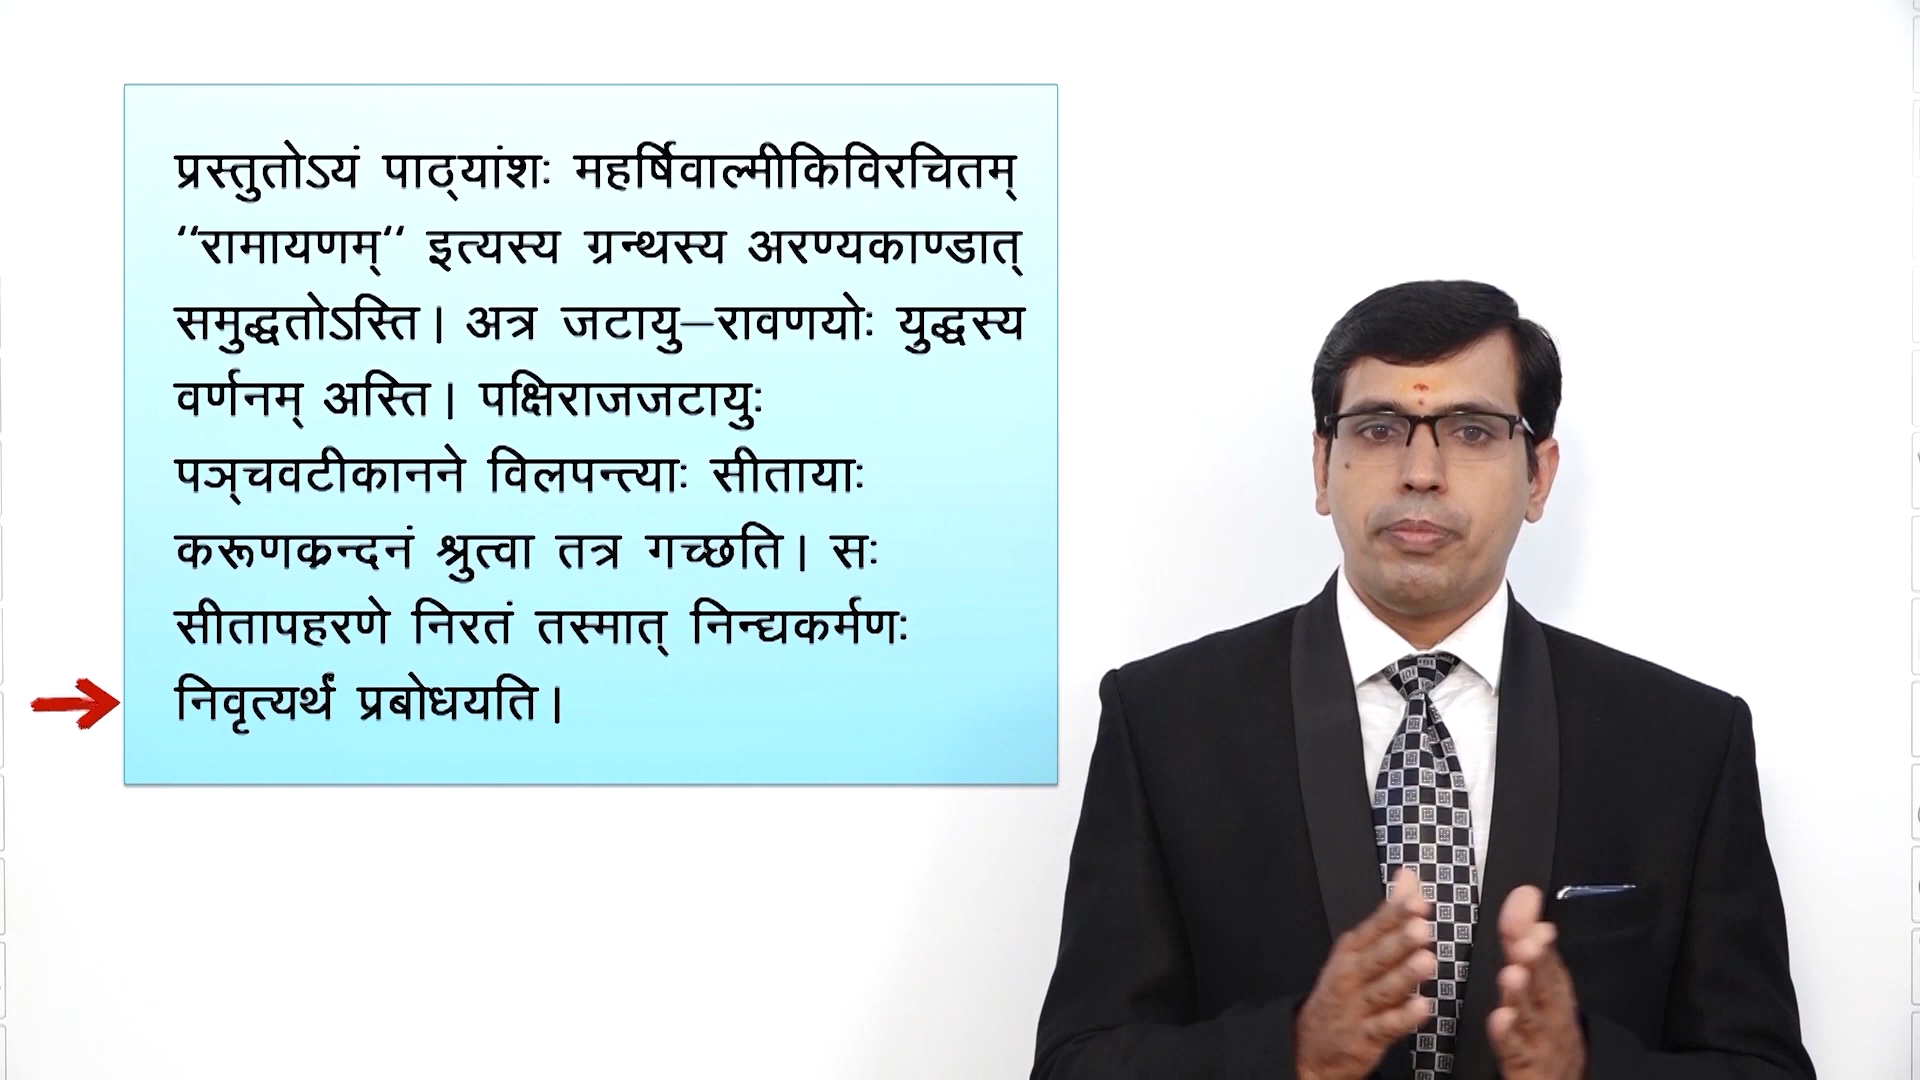 प्रस्तुतोऽयं पाठ्यांशः महर्षिवाल्मीकिविरचितम्
‘‘रामायणम्‘‘ इत्यस्य ग्रन्थस्य अरण्यकाण्डात्
समुद्धतोऽस्ति। अत्र जटायु–रावणयोः युद्धस्य
वर्णनम् अस्ति। पक्षिराजजटायुः
पञ्चवटीकानने विलपन्त्याः सीतायाः
करूणक्रन्दनं श्रुत्वा तत्र गच्छति। सः
सीतापहरणे निरतं तस्मात् निन्द्यकर्मणः
निवृत्यर्थं प्रबोधयति।